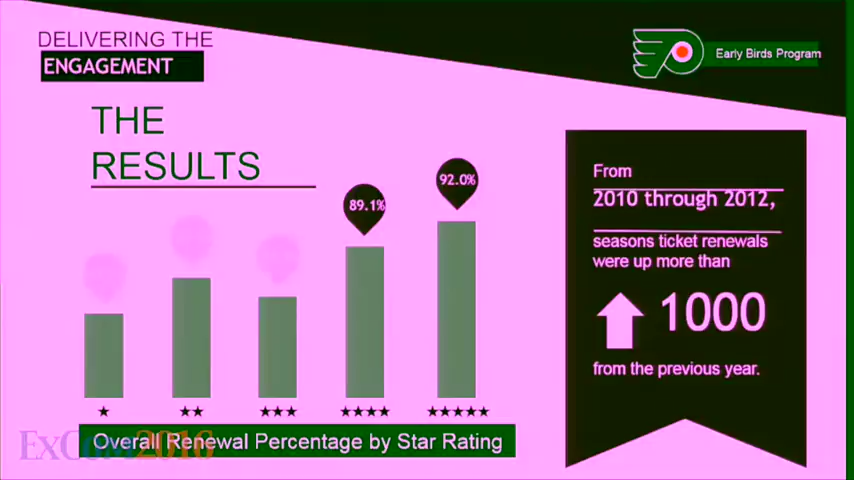 DELIVERING THE
ENGAGEMENT
Early Birds Program
THE
RESULTS
89.1%
92.0%
★
★★
★★★
★★★★
★★★★★
Overall Renewal Percentage by Star Rating
ExCom2016
From
2010 through 2012,
seasons ticket renewals
were up more than
1000
from the previous year.